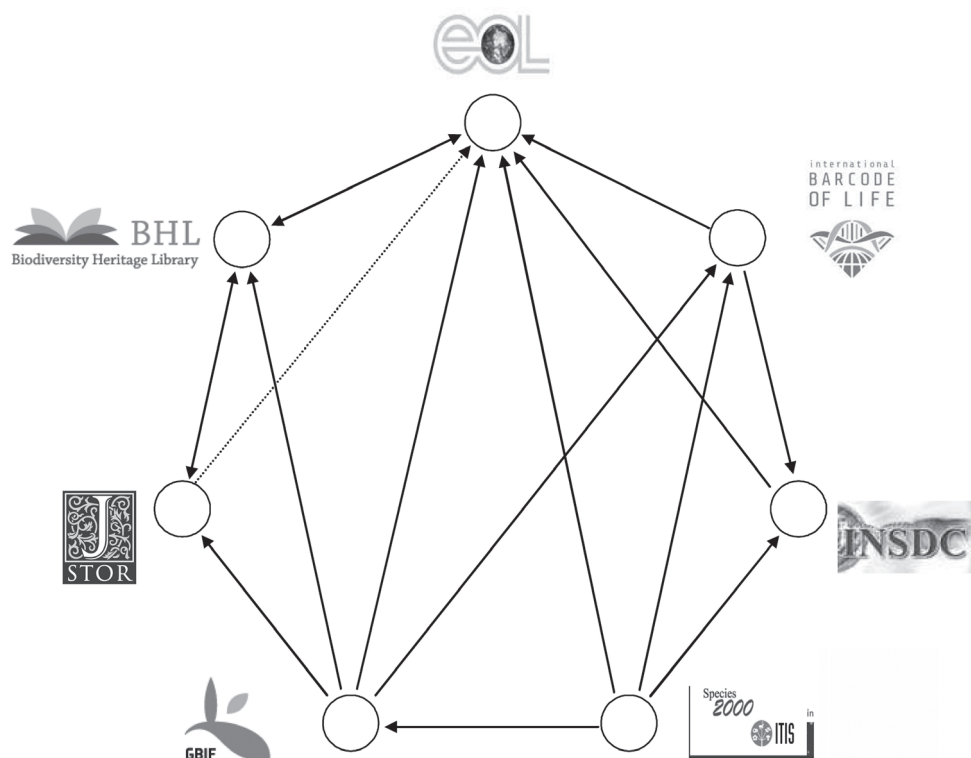 eOL
international
BARCODE
OF LIFE
BHL
Biodiversity Heritage Library
J
STOR
INSDC
GBIF
Species
2000
ITIS
in